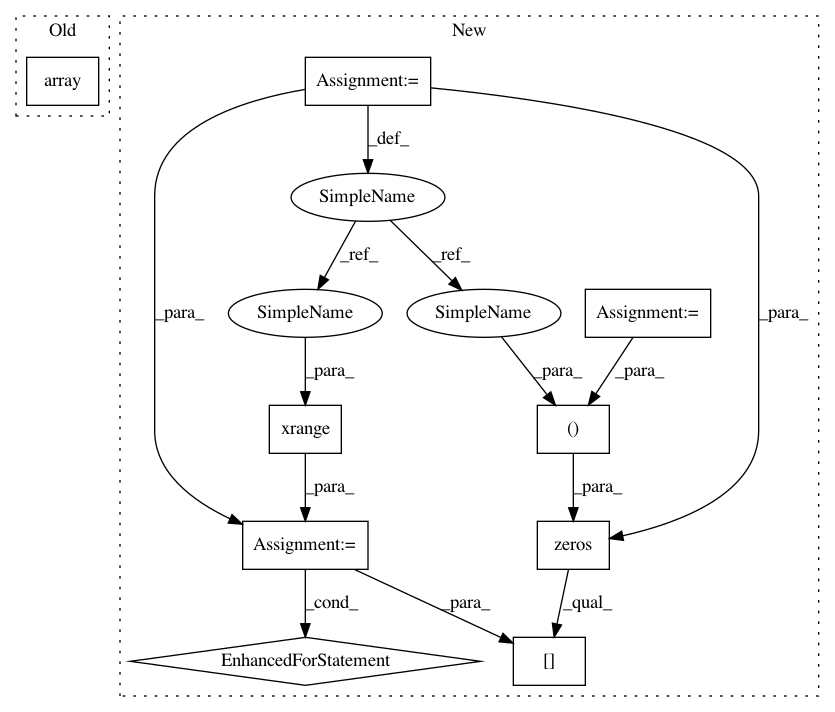 Old
New
array
Assignment:=
_def_
SimpleName
_ref_
_ref_
_para_
SimpleName
SimpleName
Assignment:=
_para_
_para_
_para_
_para_
xrange
()
_para_
_para_
Assignment:=
zeros
_cond_
_para_
_qual_
EnhancedForStatement
[]